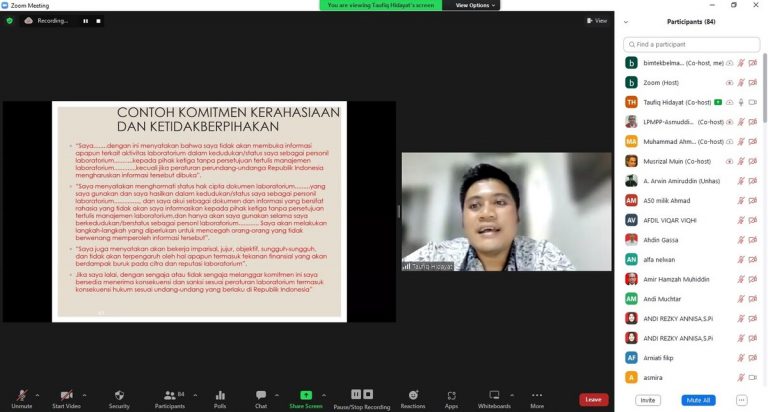 Zoom Meeting
You are viewing Taufiq Hidayat's screen
View Options
Recording...
View
CONTOH KOMITMEN KERAHASIAAN
DAN KETIDAKBERPIHAKAN
"Saya........dengan ini menyatakan bahwa saya tidak akan membuka informasi
apapun terkait aktivitas laboratorium dalam kedudukan/status saya sebagai personil
laboratorium............kepada pihak ketiga tanpa persetujuan tertulis manajemen
laboratorium............kecuali jika peraturan perundang-undanga Republik Indonesia
mengharuskan informasi tersebut dibuka".
"Saya menyatakan menghormati status hak cipta dokumen laboratorium.........yang
saya gunakan dan saya hasilkan dalam kedudukan/status saya sebagai personil
laboratorium.................. dan saya akui sebagai dokumen dan informasi yang bersifat
rahasia yang tidak akan saya informasikan kepada pihak ketiga tanpa persetujuan
tertulis manajemen laboratorium,dan hanya akan saya gunakan selama saya
berkedudukan/berstatus sebagai personil laboratorium............ Saya akan melakukan
langkah-langkah yang diperlukan untuk mencegah orang-orang yang tidak
berwenang memperoleh informasi tersebut".
"Saya juga menyatakan akan bekerja imparsial, jujur, objektif, sungguh-sungguh,
dan tidak akan terpengaruh oleh hal apapun termasuk tekanan finansial yang akan
berdampak buruk pada citra dan reputasi laboratorium".
Jika saya lalai, dengan sengaja atau tidak sengaja melanggar komitmen ini saya
bersedia menerima konsekuensi dan sanksi sesuai peraturan laboratorium termasuk
konsekuensi hukum sesuai undang-undang yang berlaku di Republik Indonesia"
Taufiq Hidayat
Participants (84)
Find a participant
b bimtekbelma... (Co-host, me)
b Zoom (Host)
TH Taufiq Hidayat (Co-host)
LPMPP-Asmuddi... (Co-host)
MA Muhammad Ahm... (Co-host)
Musrizal Muin (Co-host)
A. Arwin Amiruddin (Unhas)
AM A50 milik Ahmad
AV AFDIL VIQAR VIQHI
Ahdin Gassa
AN alfa nelwan
Amir Hamzah Muhiddin
AM Andi Muchtar
ANDI REZKY ANNISA,S.Pi
ANDI REZKY ANNISA,S.Pi
AF Arniati fikp
A asmira
Invite
Mute All
Unmute
Start Video
Security
84
Participants
Polls
Chat
Share Screen
Pause/Stop Recording
Reactions
Apps
Whiteboards
More
Leave